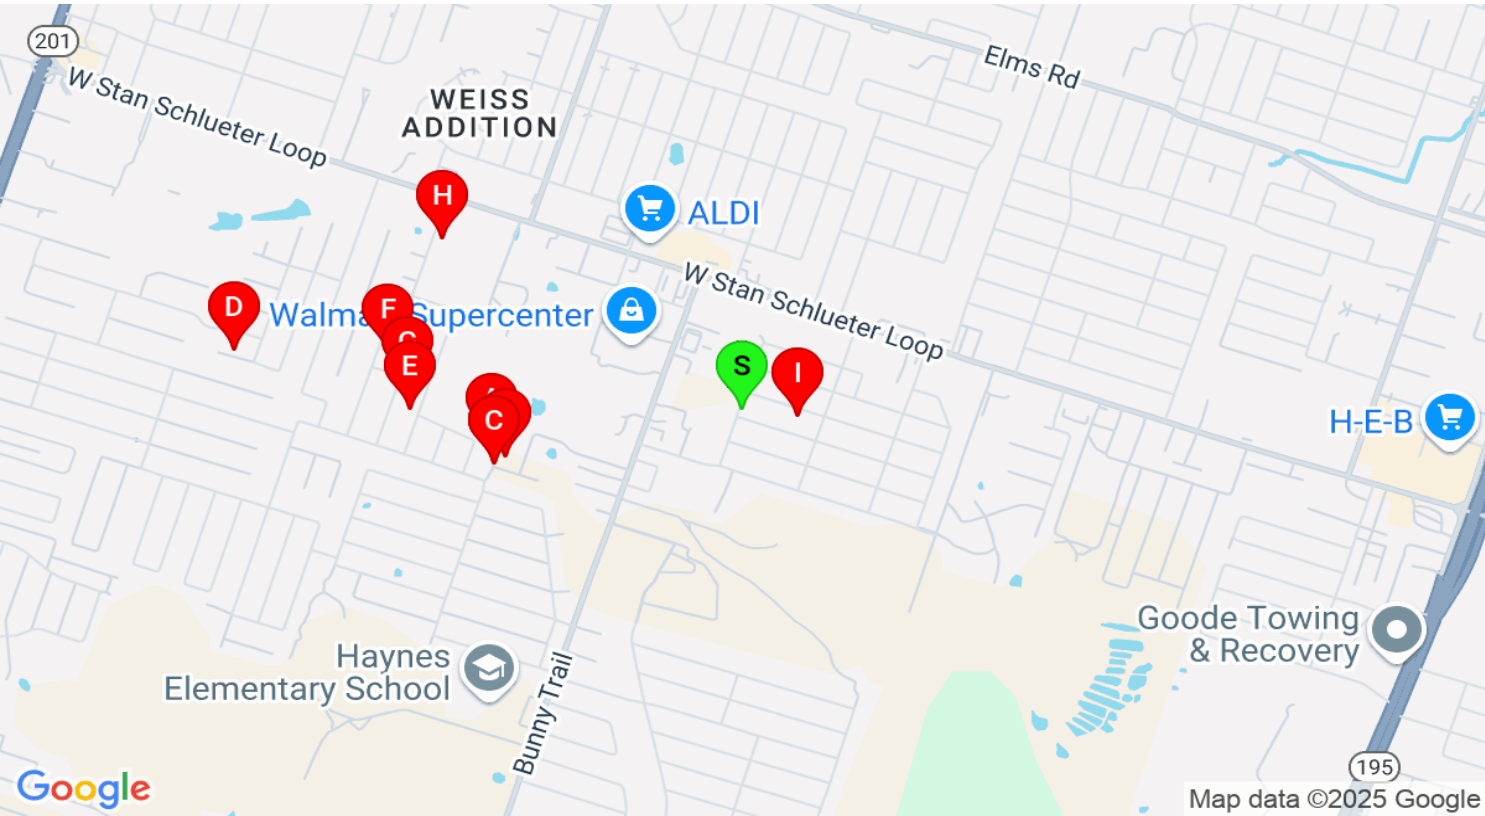 201
W Stan Schlueter Loop
Elms Rd
WEISS
ADDITION
H
ALDI
W Stan Schlueter Loop
D
F
Supercenter
E
S
I
C
H-E-B
Goode Towing
& Recovery
Haynes
Elementary School
Bunny Trail
195
Google
Map data ©2025 Google